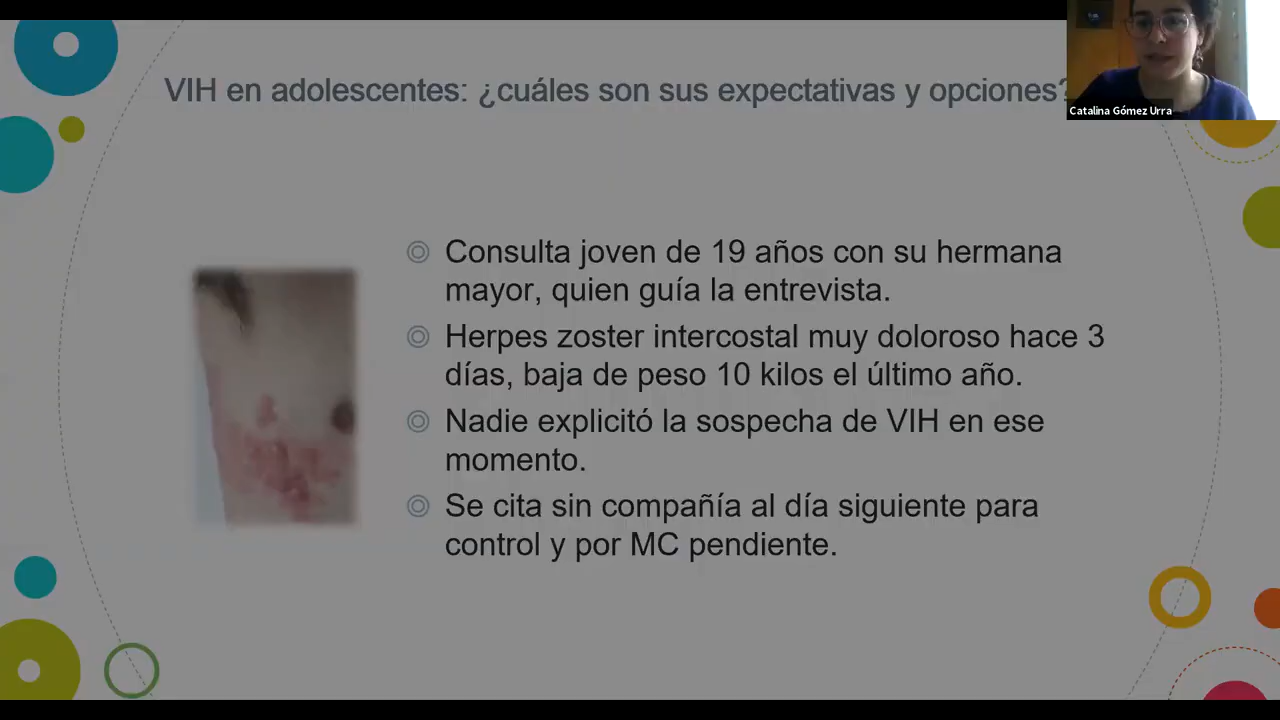 VIH en adolescentes: ¿cuáles son sus expectativas y opciones?
Catalina Gómez Urra
Consulta joven de 19 años con su hermana
mayor, quien guía la entrevista.
Herpes zoster intercostal muy doloroso hace 3
días, baja de peso 10 kilos el último año.
Nadie explicitó la sospecha de VIH en ese
momento.
Se cita sin compañía al día siguiente para
control y por MC pendiente.